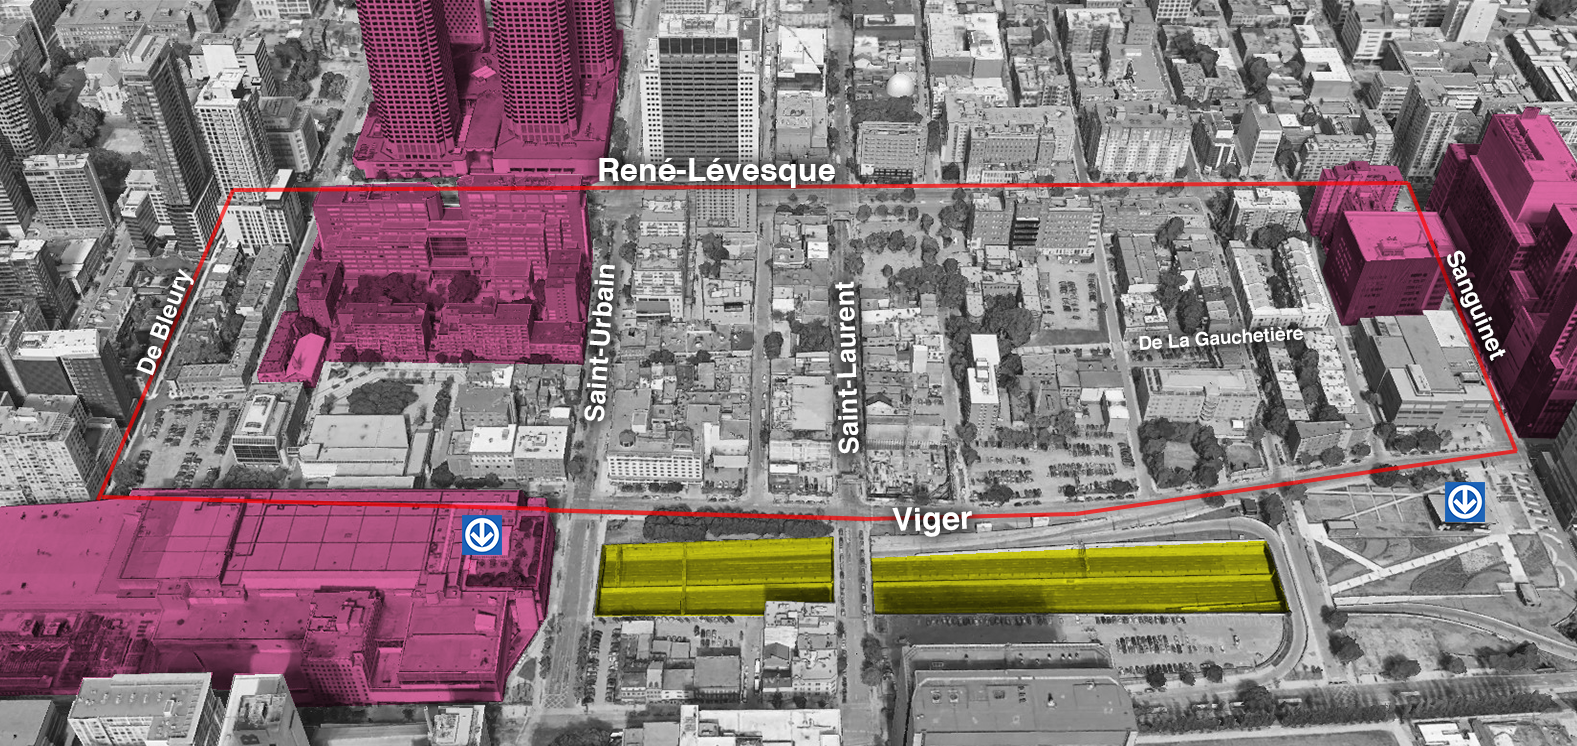 René-Lévesque
De Bleury
Saint-Urbain
Saint-Laurent
Sanguinet
De La Gauchetière
Viger